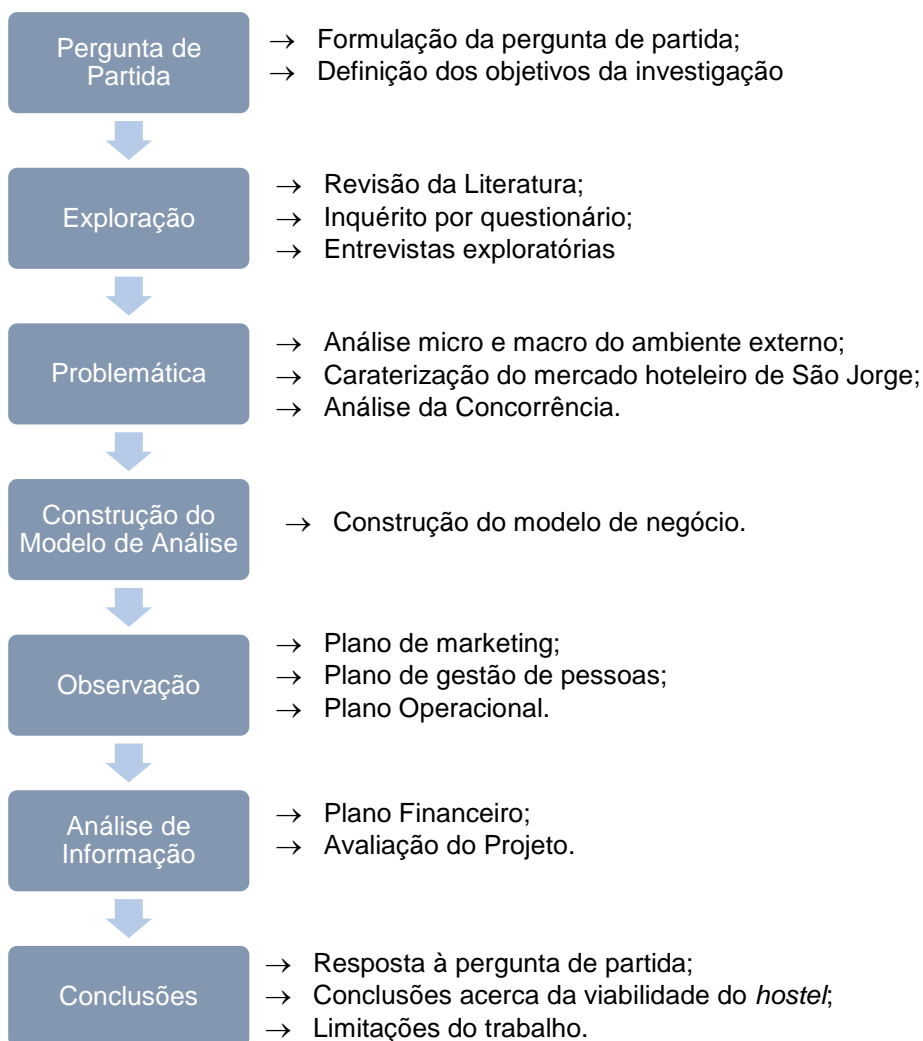 Pergunta de
Partida
→ Formulação da pergunta de partida;
→ Definição dos objetivos da investigação
Exploração
→ Revisão da Literatura;
→ Inquérito por questionário;
→ Entrevistas exploratórias
Problemática
→ Análise micro e macro do ambiente externo;
→ Caraterização do mercado hoteleiro de São Jorge;
→ Análise da Concorrência.
Construção do
Modelo de Análise
→ Construção do modelo de negócio.
Observação
→ Plano de marketing;
→ Plano de gestão de pessoas;
→ Plano Operacional.
Análise de
Informação
→ Plano Financeiro;
→ Avaliação do Projeto.
Conclusões
→ Resposta à pergunta de partida;
→ Conclusões acerca da viabilidade do hostel;
→ Limitações do trabalho.